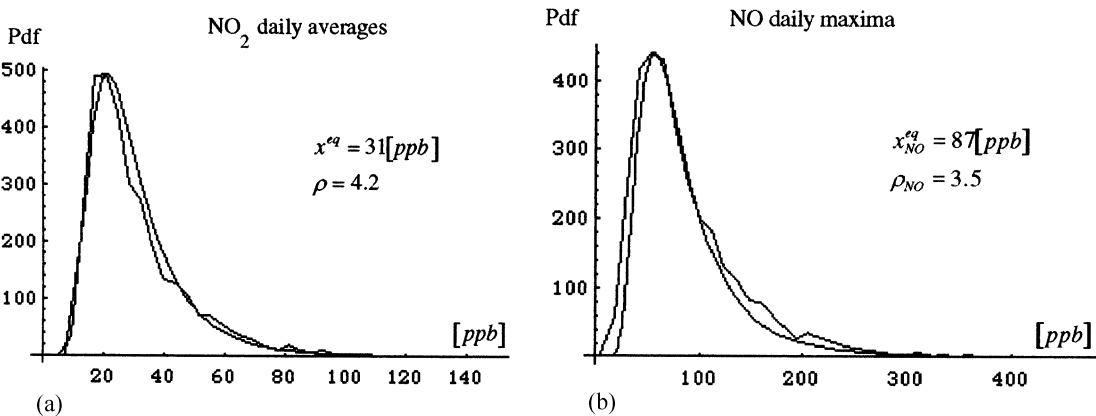 NO2 daily averages
Pdf
500
400
300
200
100
x^eq = 31[ppb]
ρ = 4.2
[ppb]
20 40 60 80 100 120 140
(a)
NO daily maxima
Pdf
400
300
200
100
x_NO^eq = 87[ppb]
ρ_NO = 3.5
[ppb]
100 200 300 400
(b)